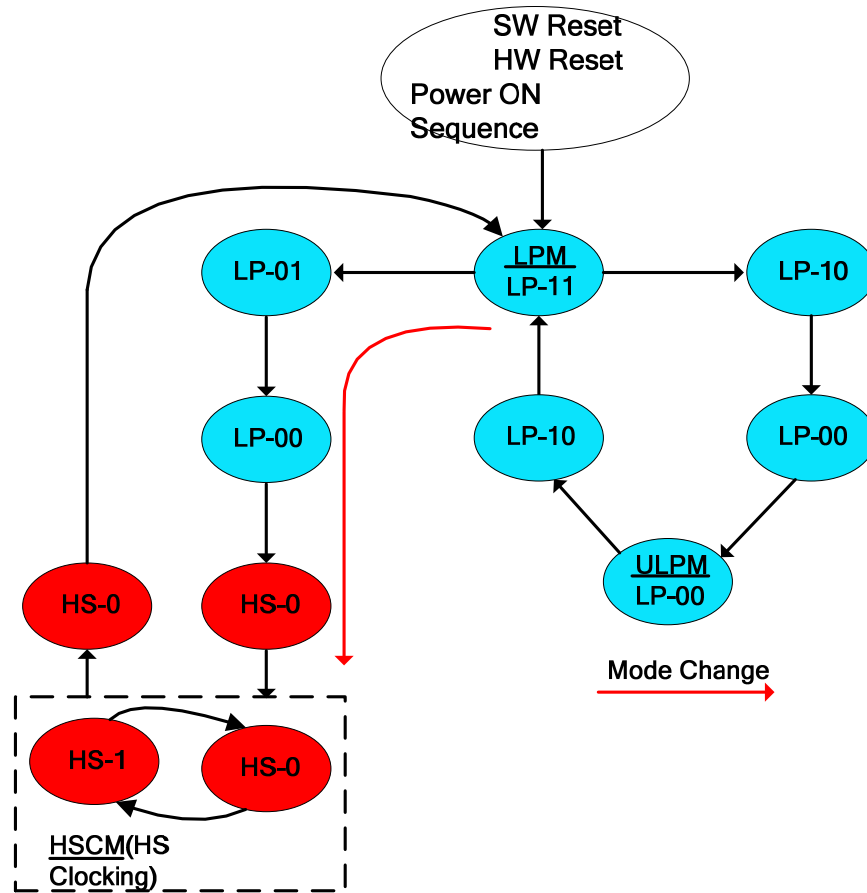 SW Reset
HW Reset
Power ON
Sequence
LP-01
LPM
LP-11
LP-10
LP-00
LP-10
LP-00
ULPM
LP-00
HS-0
HS-0
Mode Change
HS-1
HS-0
HSCM(HS
Clocking)